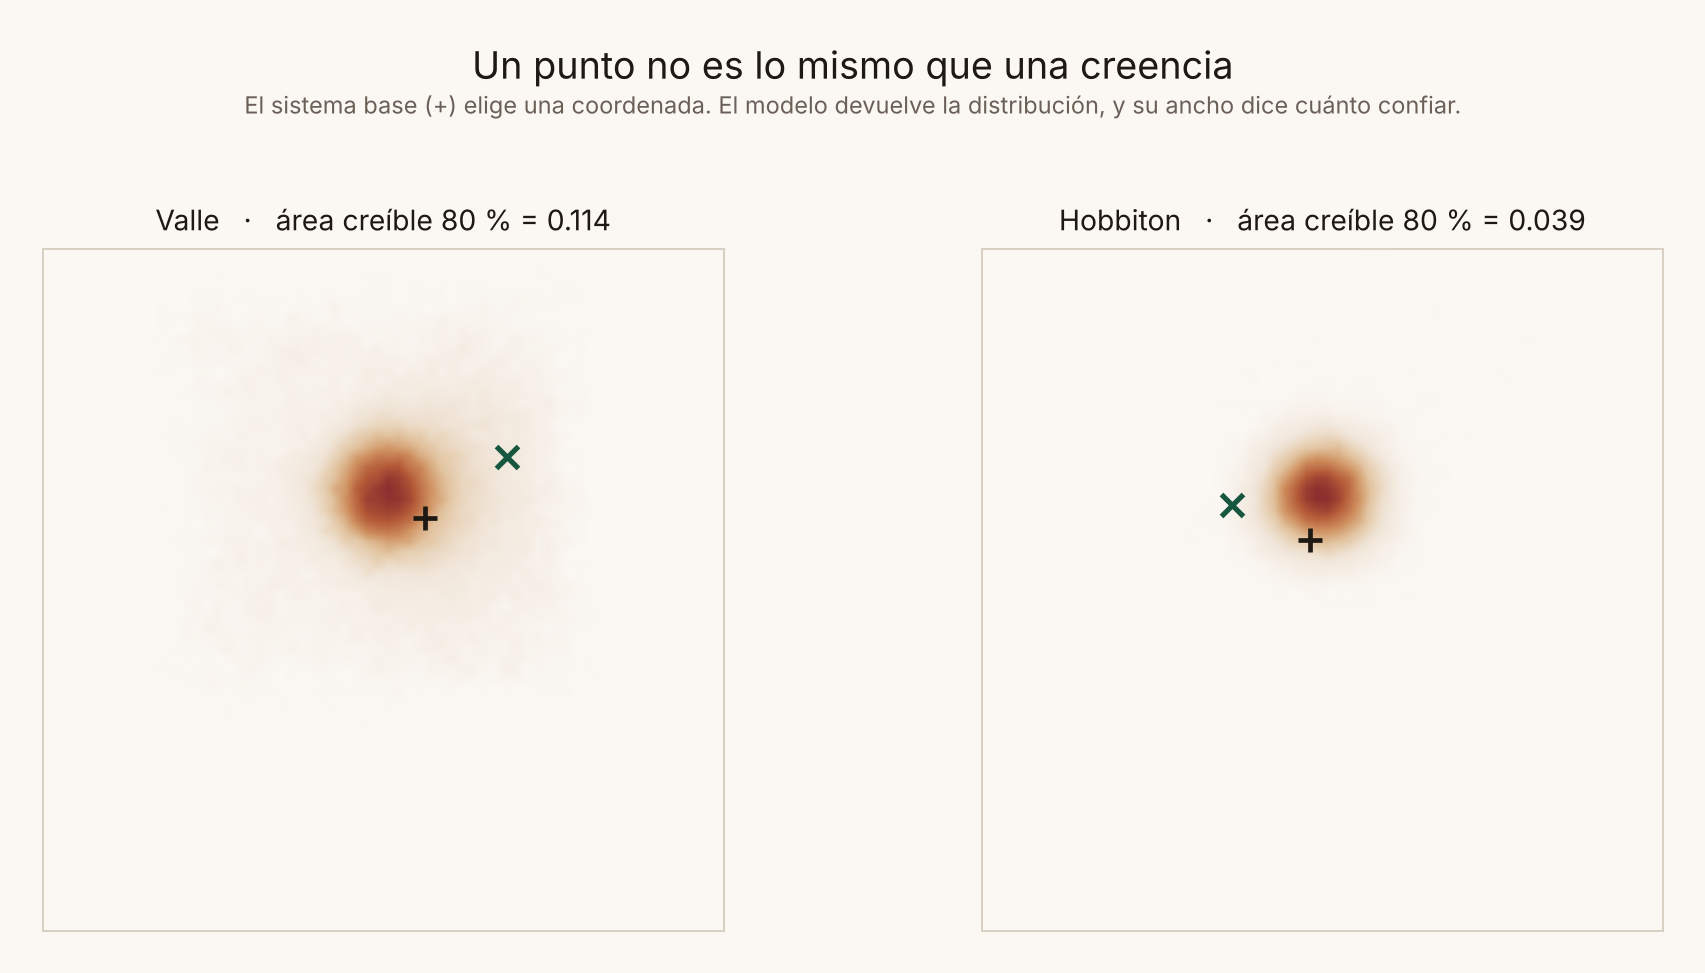 Un punto no es lo mismo que una creencia
El sistema base (+) elige una coordenada. El modelo devuelve la distribución, y su ancho dice cuánto confiar.
Valle · área creíble 80 % = 0.114
Hobbiton · área creíble 80 % = 0.039